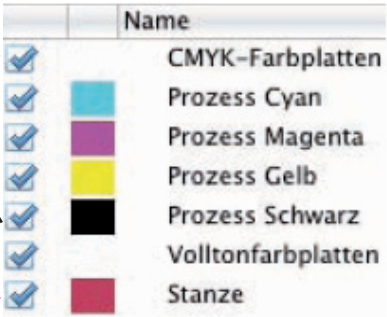 Name
CMYK-Farbplatten
Prozess Cyan
Prozess Magenta
Prozess Gelb
Prozess Schwarz
Volltonfarbplatten
Stanze